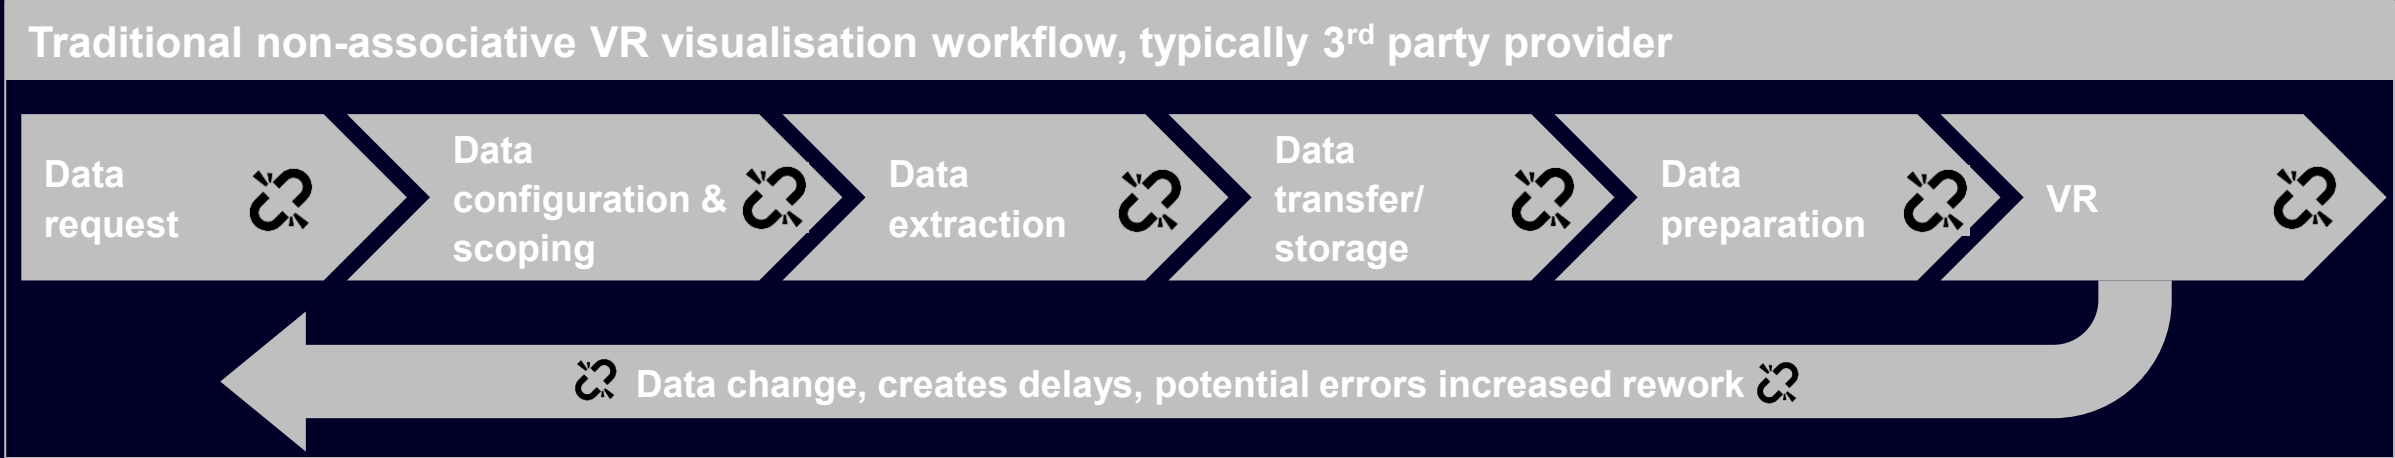 Traditional non-associative VR visualisation workflow, typically 3rd party provider
Data
request
Data
configuration &
scoping
Data
extraction
Data
transfer/
storage
Data
preparation
VR
Data change, creates delays, potential errors increased rework